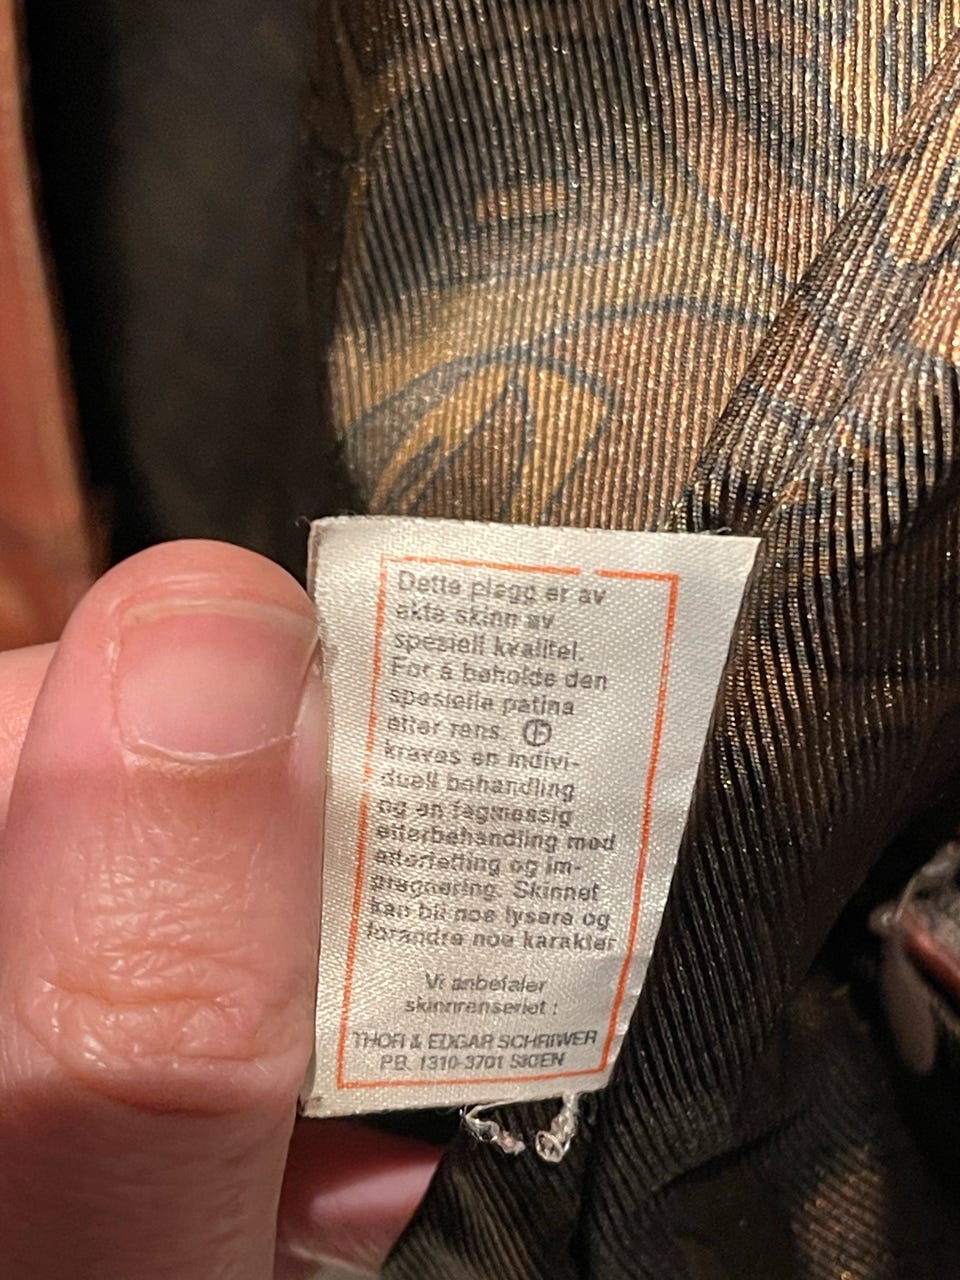 Dette plagg er av
ekte skinn av
spesiell kvalitet.
For å beholde den
spesielle patina
etter rens. Ⓕ
kræves en indivi-
duell behandling
og en fagmessig
etterbehandling med
etterfetting og im-
prægnering. Skinnet
kan bli noe lysere og
forandre noe karakter
Vi anbefaler
skinnrenseriet :
THOR & EDGAR SCHRIWER
PB. 1310-3701 SKIEN